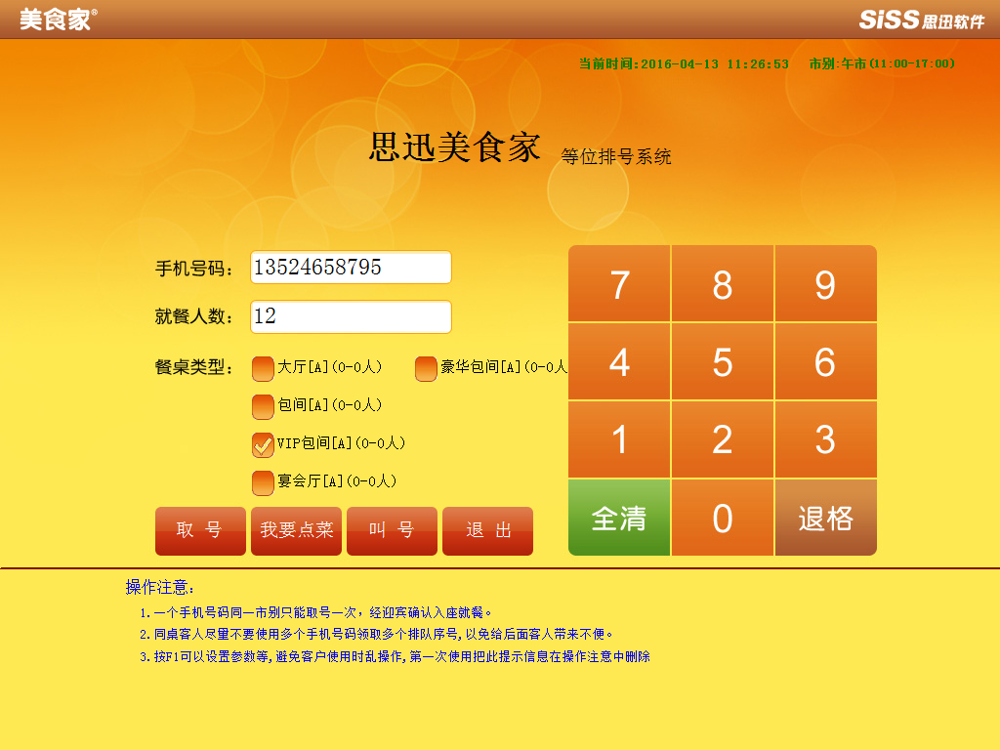 美食家®
SiSS思迅软件
当前时间:2016-04-13 11:26:53 市别:午市(11:00-17:00)
思迅美食家 等位排号系统
手机号码: 13524658795
就餐人数: 12
餐桌类型: 大厅[A](0-0人) 豪华包间[A](0-0人
包间[A](0-0人)
VIP包间[A](0-0人)
宴会厅[A](0-0人)
取 号 我要点菜 叫 号 退 出
7 8 9
4 5 6
1 2 3
全清 0 退格
操作注意:
1.一个手机号码同一市别只能取号一次，经迎宾确认入座就餐。
2.同桌客人尽量不要使用多个手机号码领取多个排队序号,以免给后面客人带来不便。
3.按F1可以设置参数等,避免客户使用时乱操作,第一次使用把此提示信息在操作注意中删除